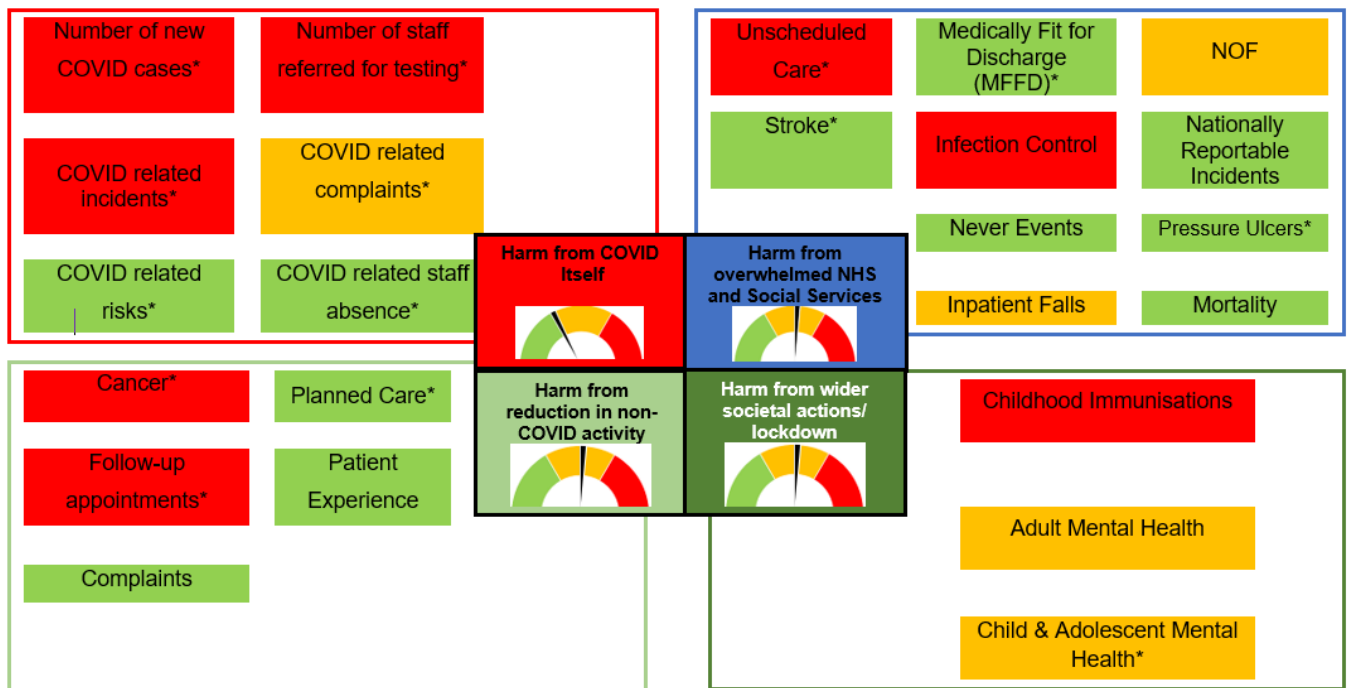 Number of new
COVID cases*
Number of staff
referred for testing*
COVID related
incidents*
COVID related
complaints*
COVID related
risks*
COVID related staff
absence*
Unscheduled
Care*
Medically Fit for
Discharge
(MFFD)*
NOF
Stroke*
Infection Control
Nationally
Reportable
Incidents
Never Events
Pressure Ulcers*
Inpatient Falls
Mortality
Harm from COVID
Itself
Harm from
overwhelmed NHS
and Social Services
Harm from
reduction in non-
COVID activity
Harm from wider
societal actions/
lockdown
Cancer*
Planned Care*
Follow-up
appointments*
Patient
Experience
Complaints
Childhood Immunisations
Adult Mental Health
Child & Adolescent Mental
Health*